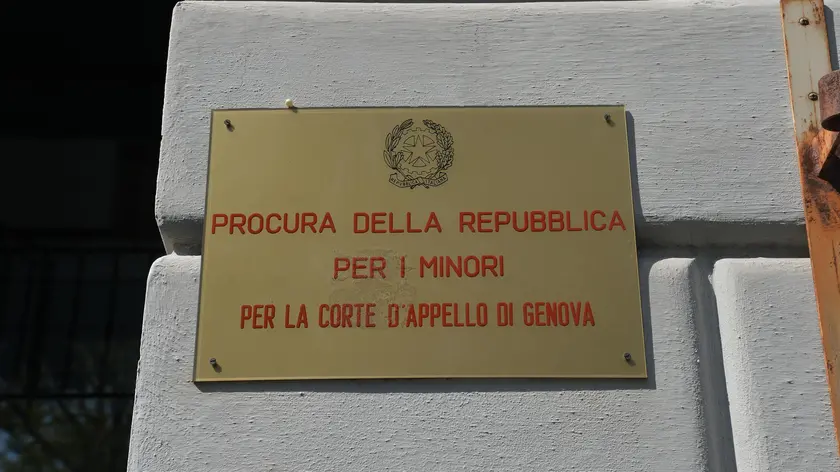 PROCURA DELLA REPUBBLICA
PER I MINORI
PER LA CORTE D'APPELLO DI GENOVA